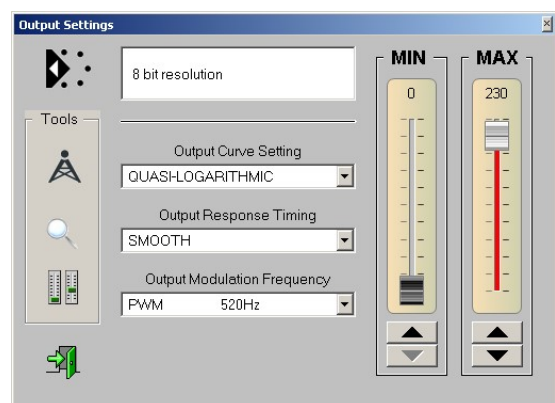 Output Settings
8 bit resolution
Tools
Output Curve Setting
QUASI-LOGARITHMIC
Output Response Timing
SMOOTH
Output Modulation Frequency
PWM 520Hz
MIN
0
MAX
230